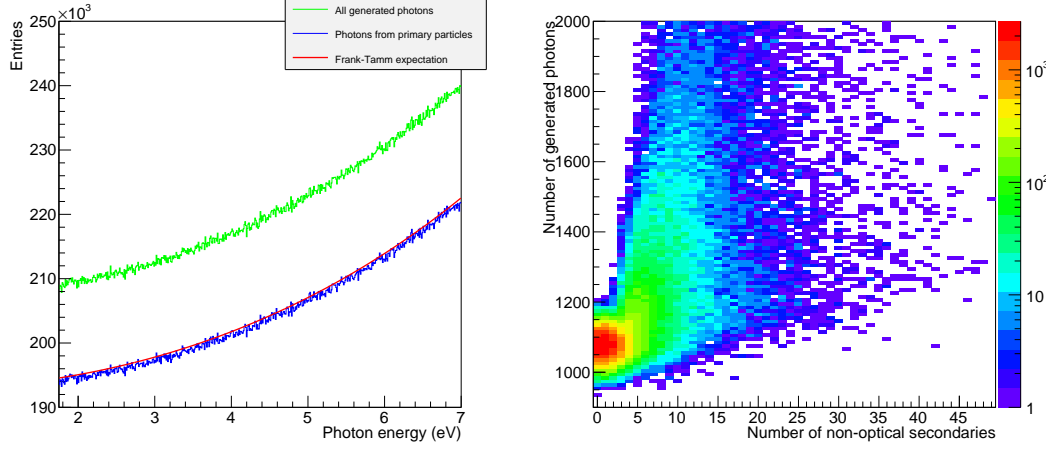 ×10³
250
240
230
220
210
200
190
Entries
All generated photons
Photons from primary particles
Frank-Tamm expectation
2 3 4 5 6 7
Photon energy (eV)
2000
1800
1600
1400
1200
1000
Number of generated photons
0 5 10 15 20 25 30 35 40 45
Number of non-optical secondaries
10³
10²
10
1